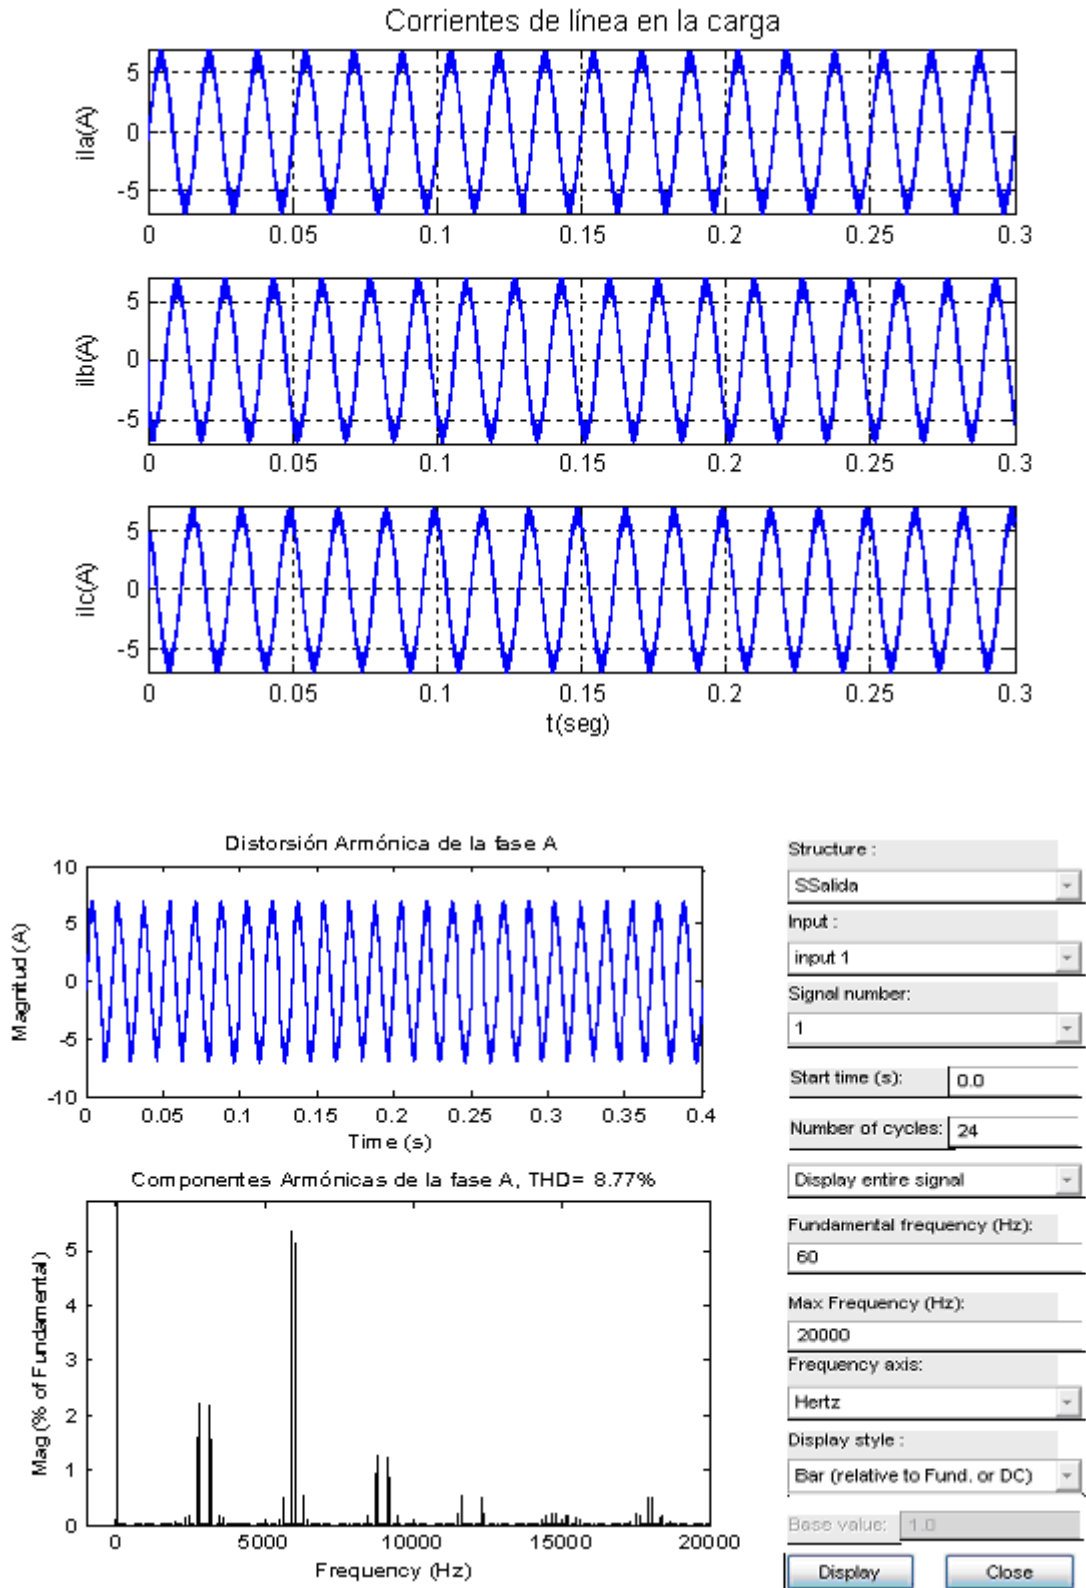 Corrientes de línea en la carga
ila(A)
5
0
-5
0 0.05 0.1 0.15 0.2 0.25 0.3
ilb(A)
5
0
-5
0 0.05 0.1 0.15 0.2 0.25 0.3
ilc(A)
5
0
-5
0 0.05 0.1 0.15 0.2 0.25 0.3
t(seg)
Distorsión Armónica de la fase A
Magnitud (A)
10
5
0
-5
-10
0 0.05 0.1 0.15 0.2 0.25 0.3 0.35 0.4
Time (s)
Componentes Armónicas de la fase A, THD= 8.77%
Mag (% of Fundamental)
5
4
3
2
1
0
0 5000 10000 15000 20000
Frequency (Hz)
Structure :
SSalida
Input :
input 1
Signal number:
1
Start time (s): 0.0
Number of cycles: 24
Display entire signal
Fundamental frequency (Hz):
60
Max Frequency (Hz):
20000
Frequency axis:
Hertz
Display style :
Bar (relative to Fund. or DC)
Base value: 1.0
Display Close